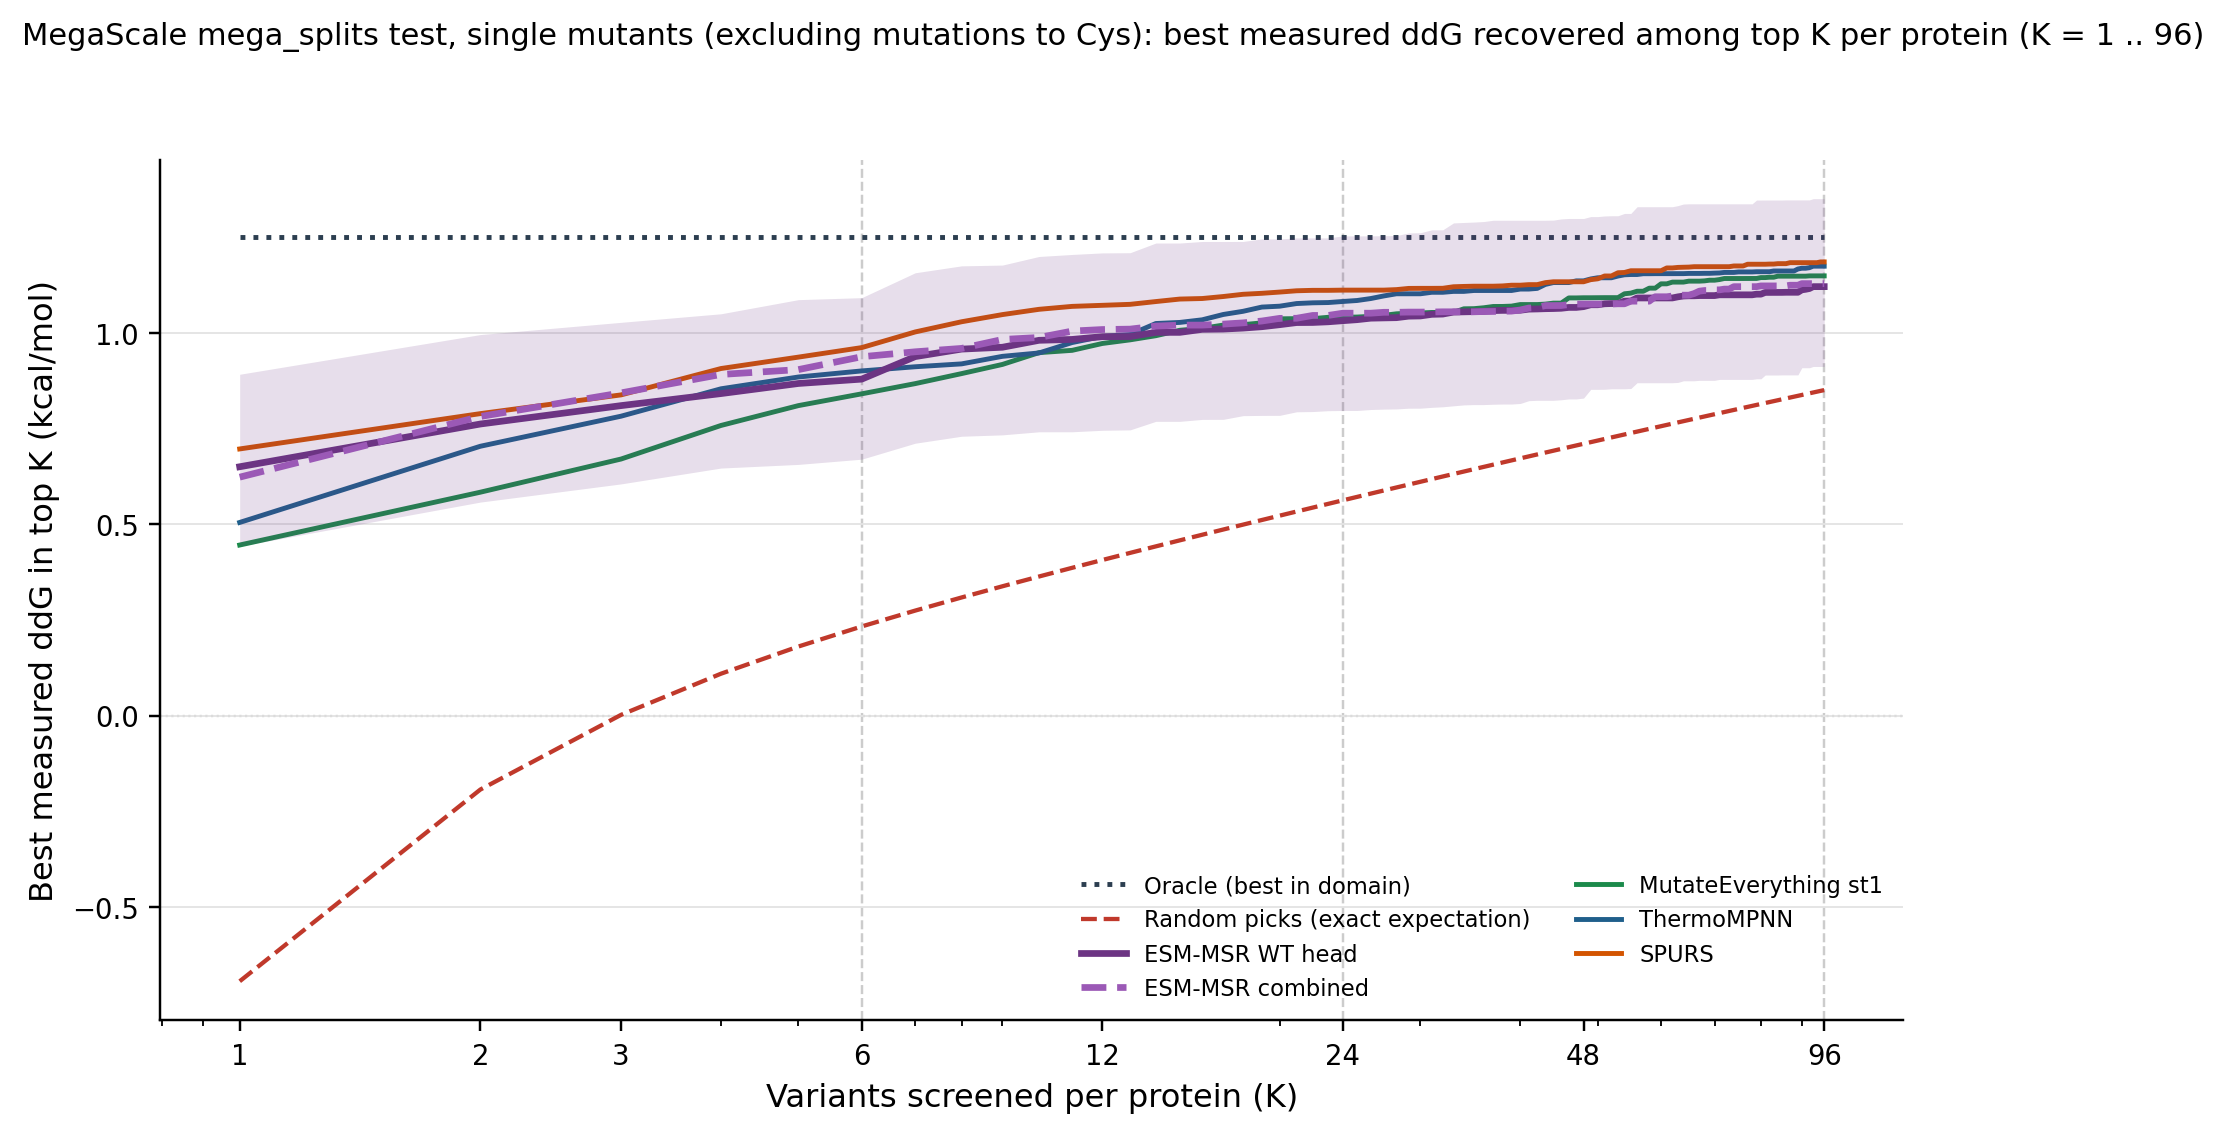 MegaScale mega_splits test, single mutants (excluding mutations to Cys): best measured ddG recovered among top K per protein (K = 1 .. 96)
Best measured ddG in top K (kcal/mol)
1.0
0.5
0.0
−0.5
Oracle (best in domain)
Random picks (exact expectation)
ESM-MSR WT head
ESM-MSR combined
MutateEverything st1
ThermoMPNN
SPURS
1 2 3 6 12 24 48 96
Variants screened per protein (K)